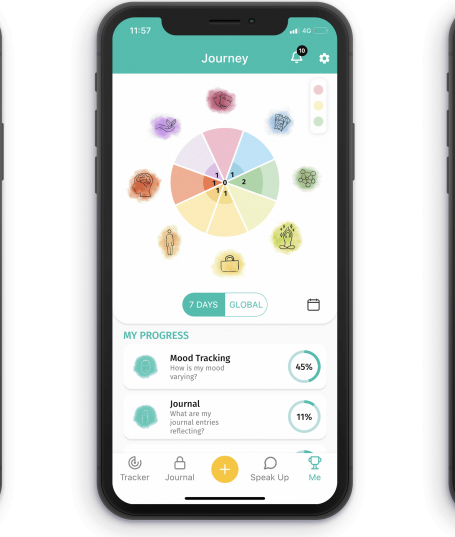 11:57
4G
Journey
10
1
1
1
0
2
1
1
7 DAYS
GLOBAL
MY PROGRESS
Mood Tracking
How is my mood
varying?
45%
Journal
What are my
journal entries
reflecting?
11%
Tracker
Journal
+
Speak Up
Me